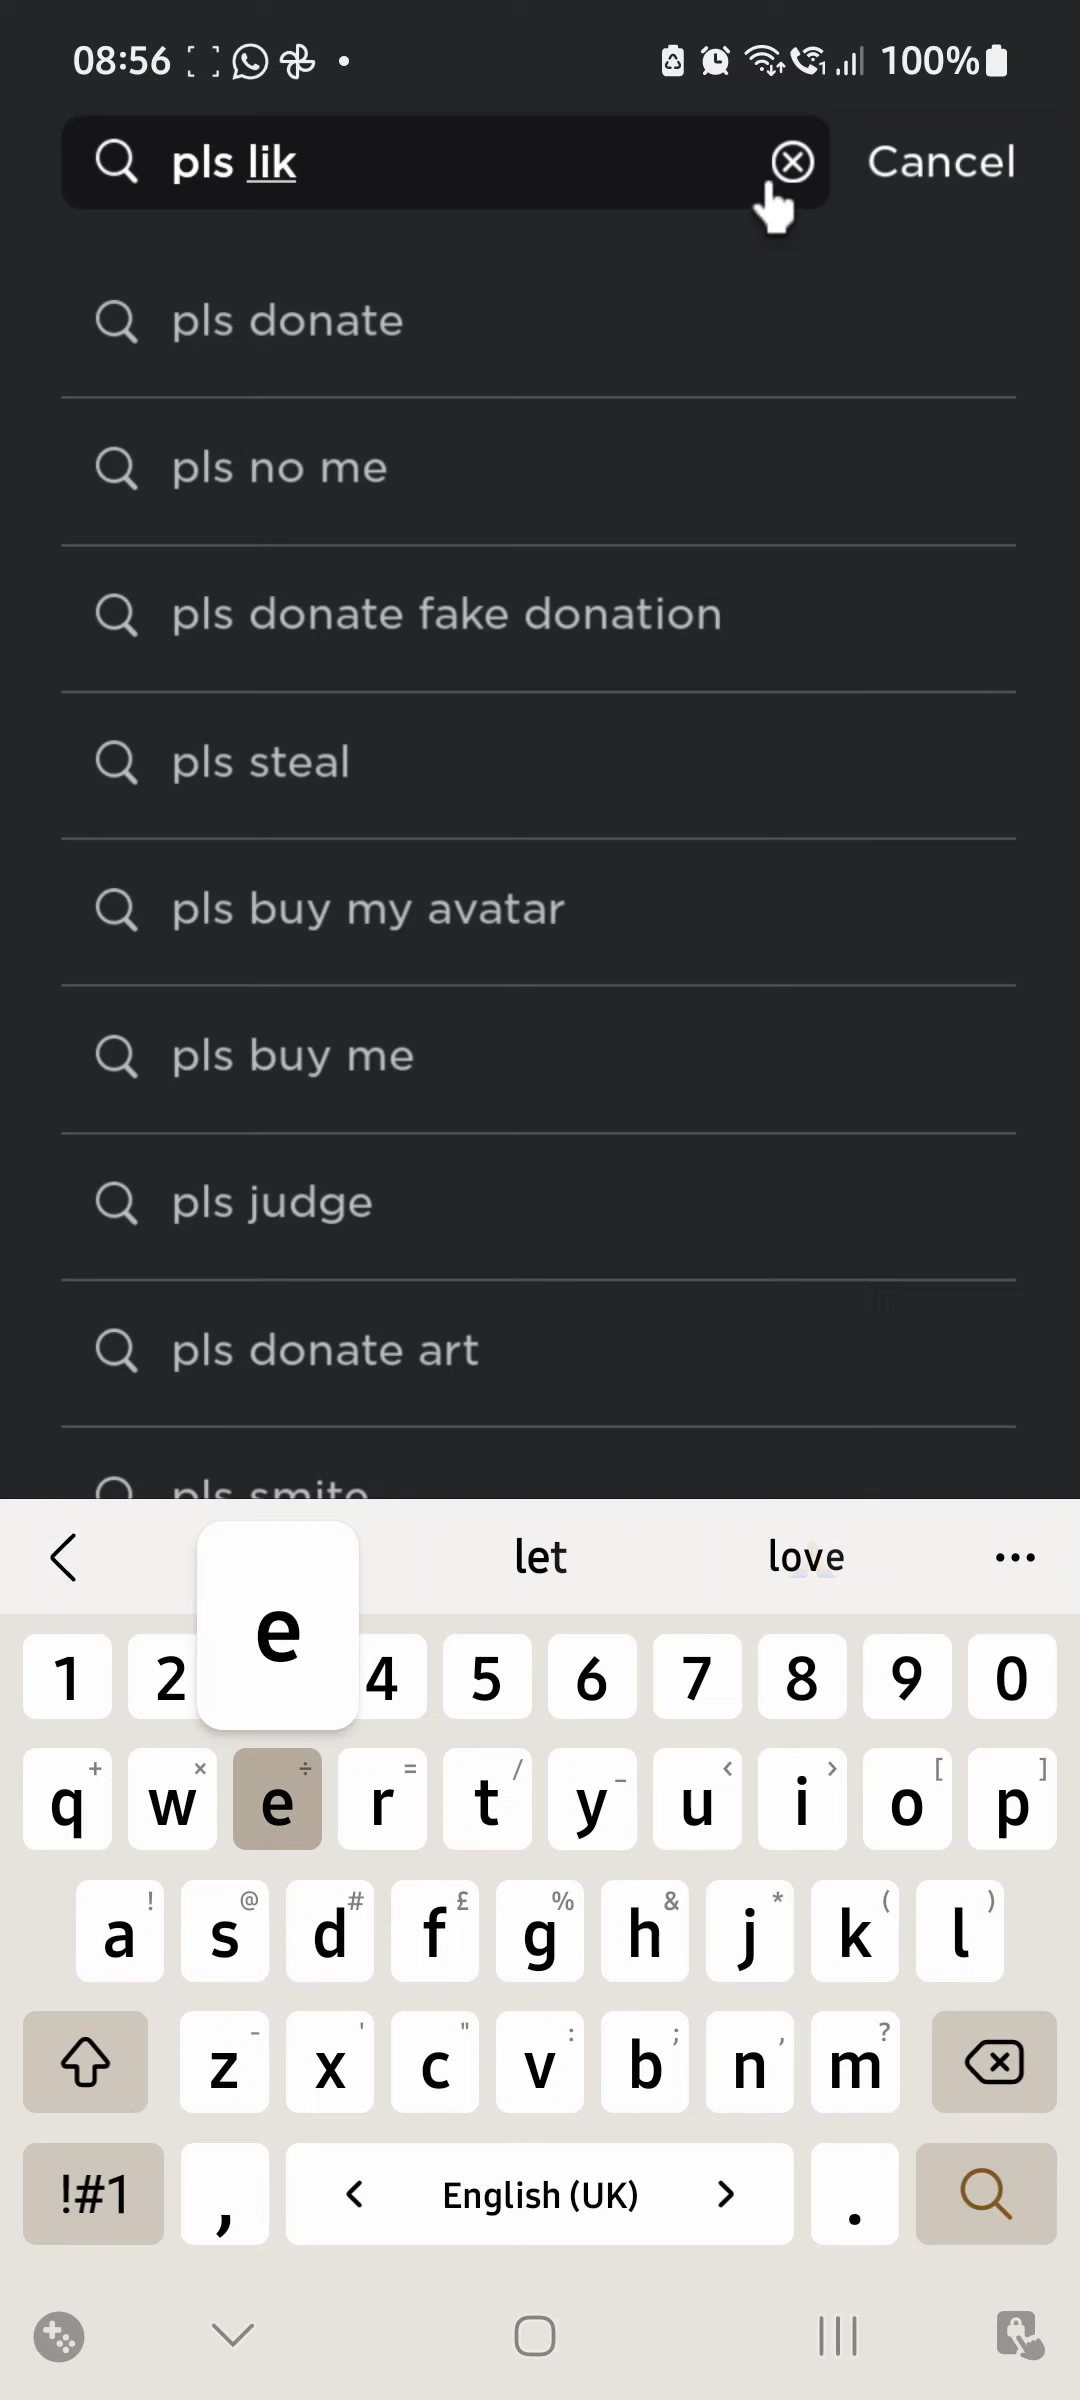 08:56 100%
pls lik Cancel
pls donate
pls no me
pls donate fake donation
pls steal
pls buy my avatar
pls buy me
pls judge
pls donate art
pls smite
let love ...
e
1 2 4 5 6 7 8 9 0
+ × ÷ = / _ < > [ ]
q w e r t y u i o p
! @ # £ % & * ( )
a s d f g h j k l
- ' " : ; , ?
z x c v b n m
!#1 , < English (UK) > .